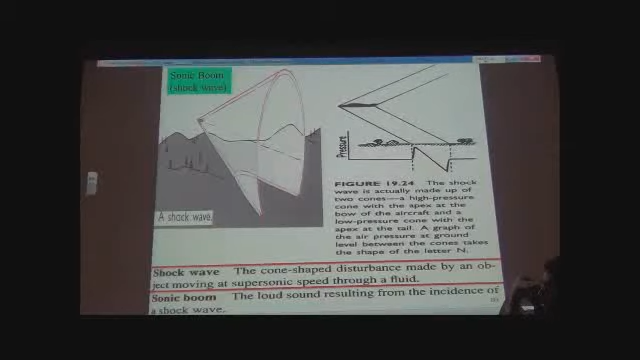 Sonic Boom
(shock wave)
A shock wave.
Pressure
FIGURE 19.24 The shock
wave is actually made up of
two cones—a high-pressure
cone with the apex at the
bow of the aircraft and a
low-pressure cone with the
apex at the tail. A graph of
the air pressure at ground
level between the cones takes
the shape of the letter N.
Shock wave The cone-shaped disturbance made by an ob-
ject moving at supersonic speed through a fluid.
Sonic boom The loud sound resulting from the incidence of
a shock wave.